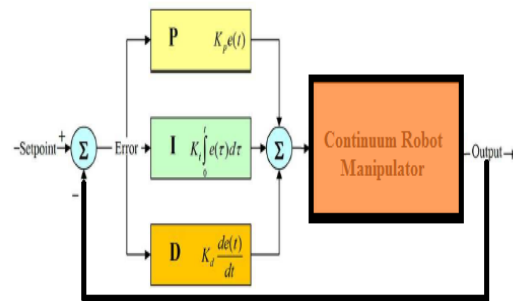 P K_p e(t)
–Setpoint + Σ Error I K_i ∫_0^t e(τ)dτ Σ Continuum Robot
Manipulator –Output
–
D K_d de(t)/dt